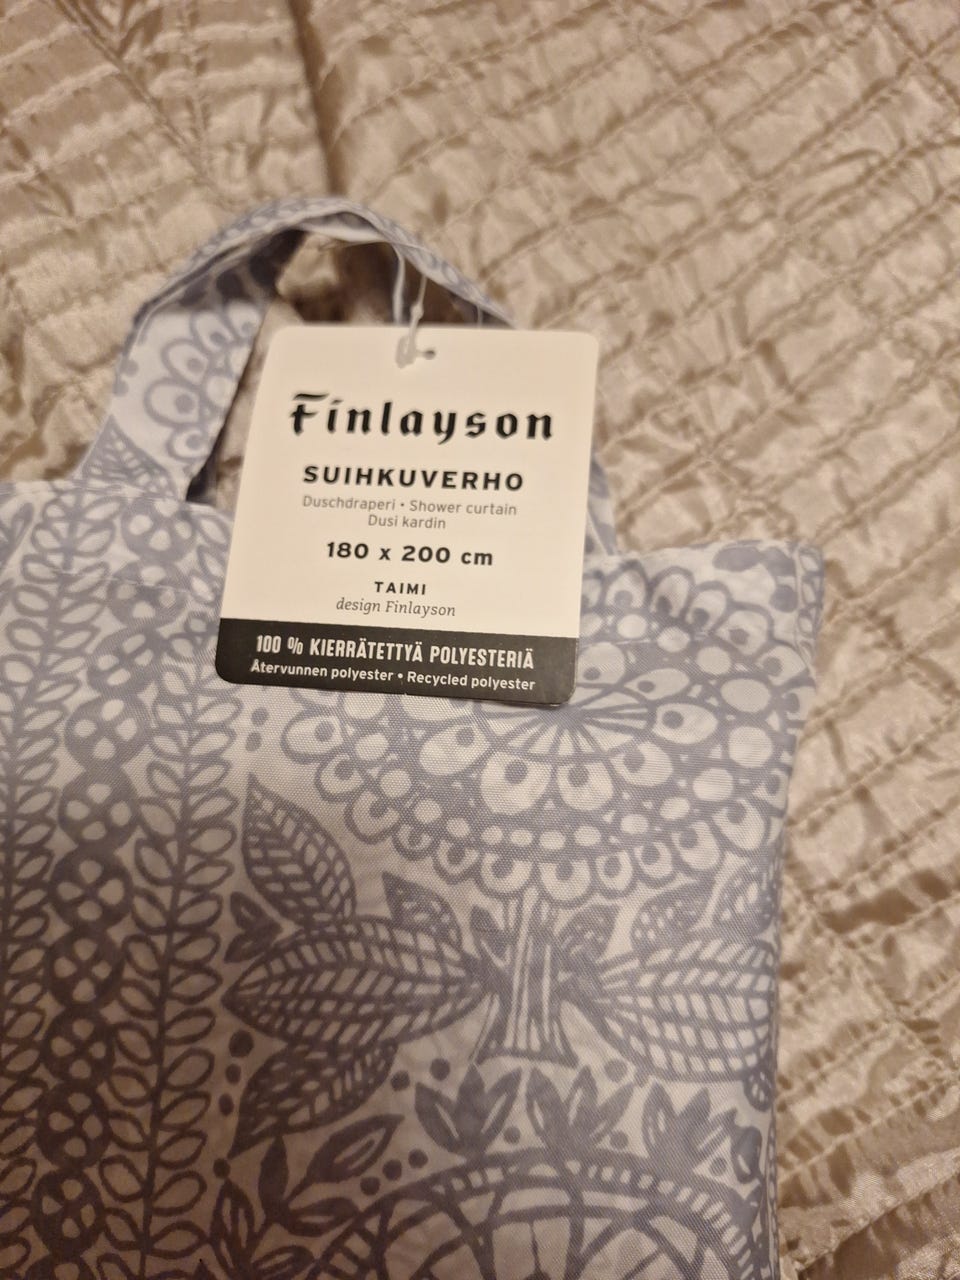 Finlayson
SUIHKUVERHO
Duschdraperi • Shower curtain
Dusi kardin
180 x 200 cm
TAIMI
design Finlayson
100 % KIERRÄTETTYÄ POLYESTERIÄ
Återvunnen polyester • Recycled polyester